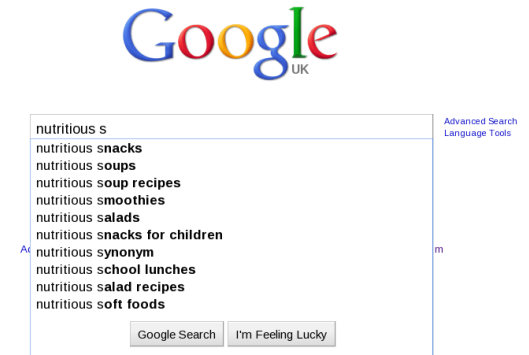 Google
UK
nutritious s
Advanced Search
Language Tools
nutritious snacks
nutritious soups
nutritious soup recipes
nutritious smoothies
nutritious salads
nutritious snacks for children
nutritious synonym
nutritious school lunches
nutritious salad recipes
nutritious soft foods
Google Search I'm Feeling Lucky